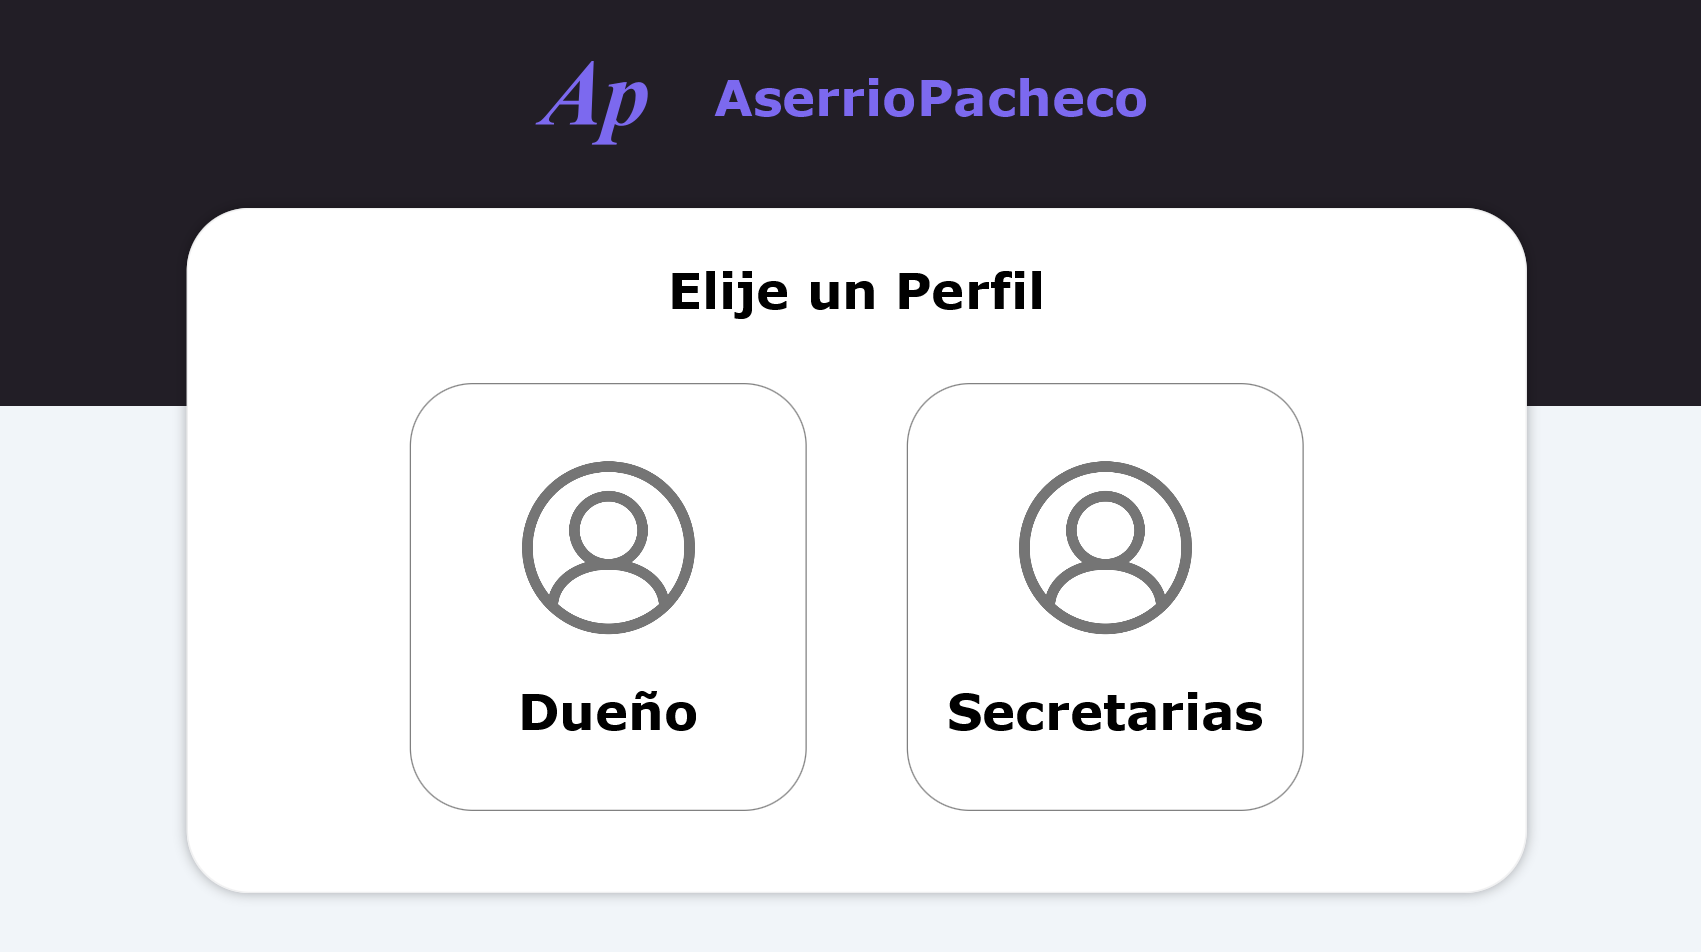 Ap AserrioPacheco
Elije un Perfil
Dueño Secretarias